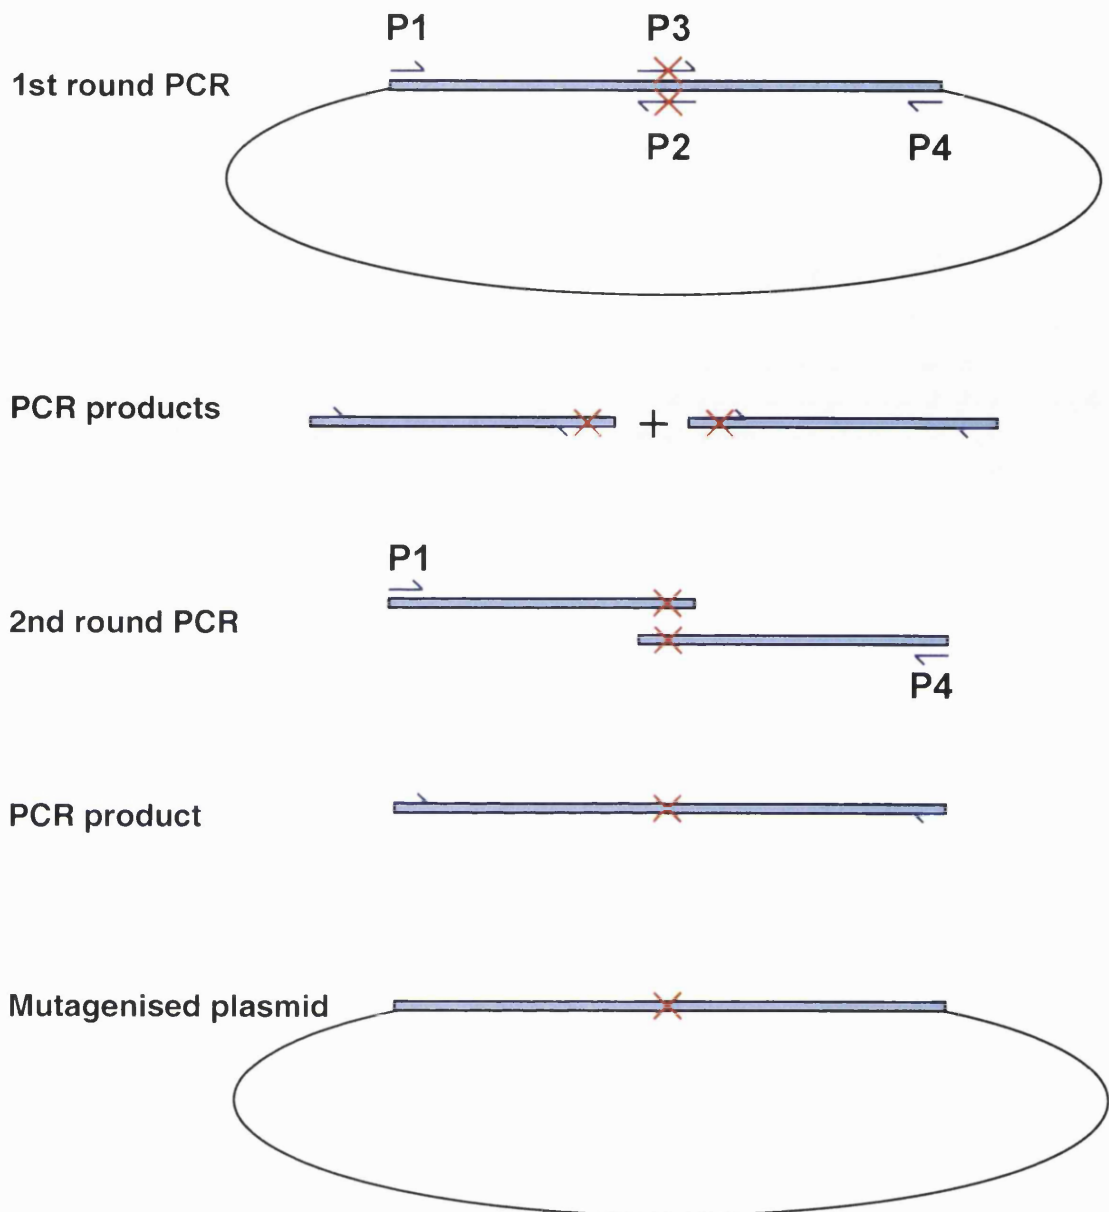 P1 P3
1st round PCR
P2 P4
PCR products
+
P1
2nd round PCR
P4
PCR product
Mutagenised plasmid